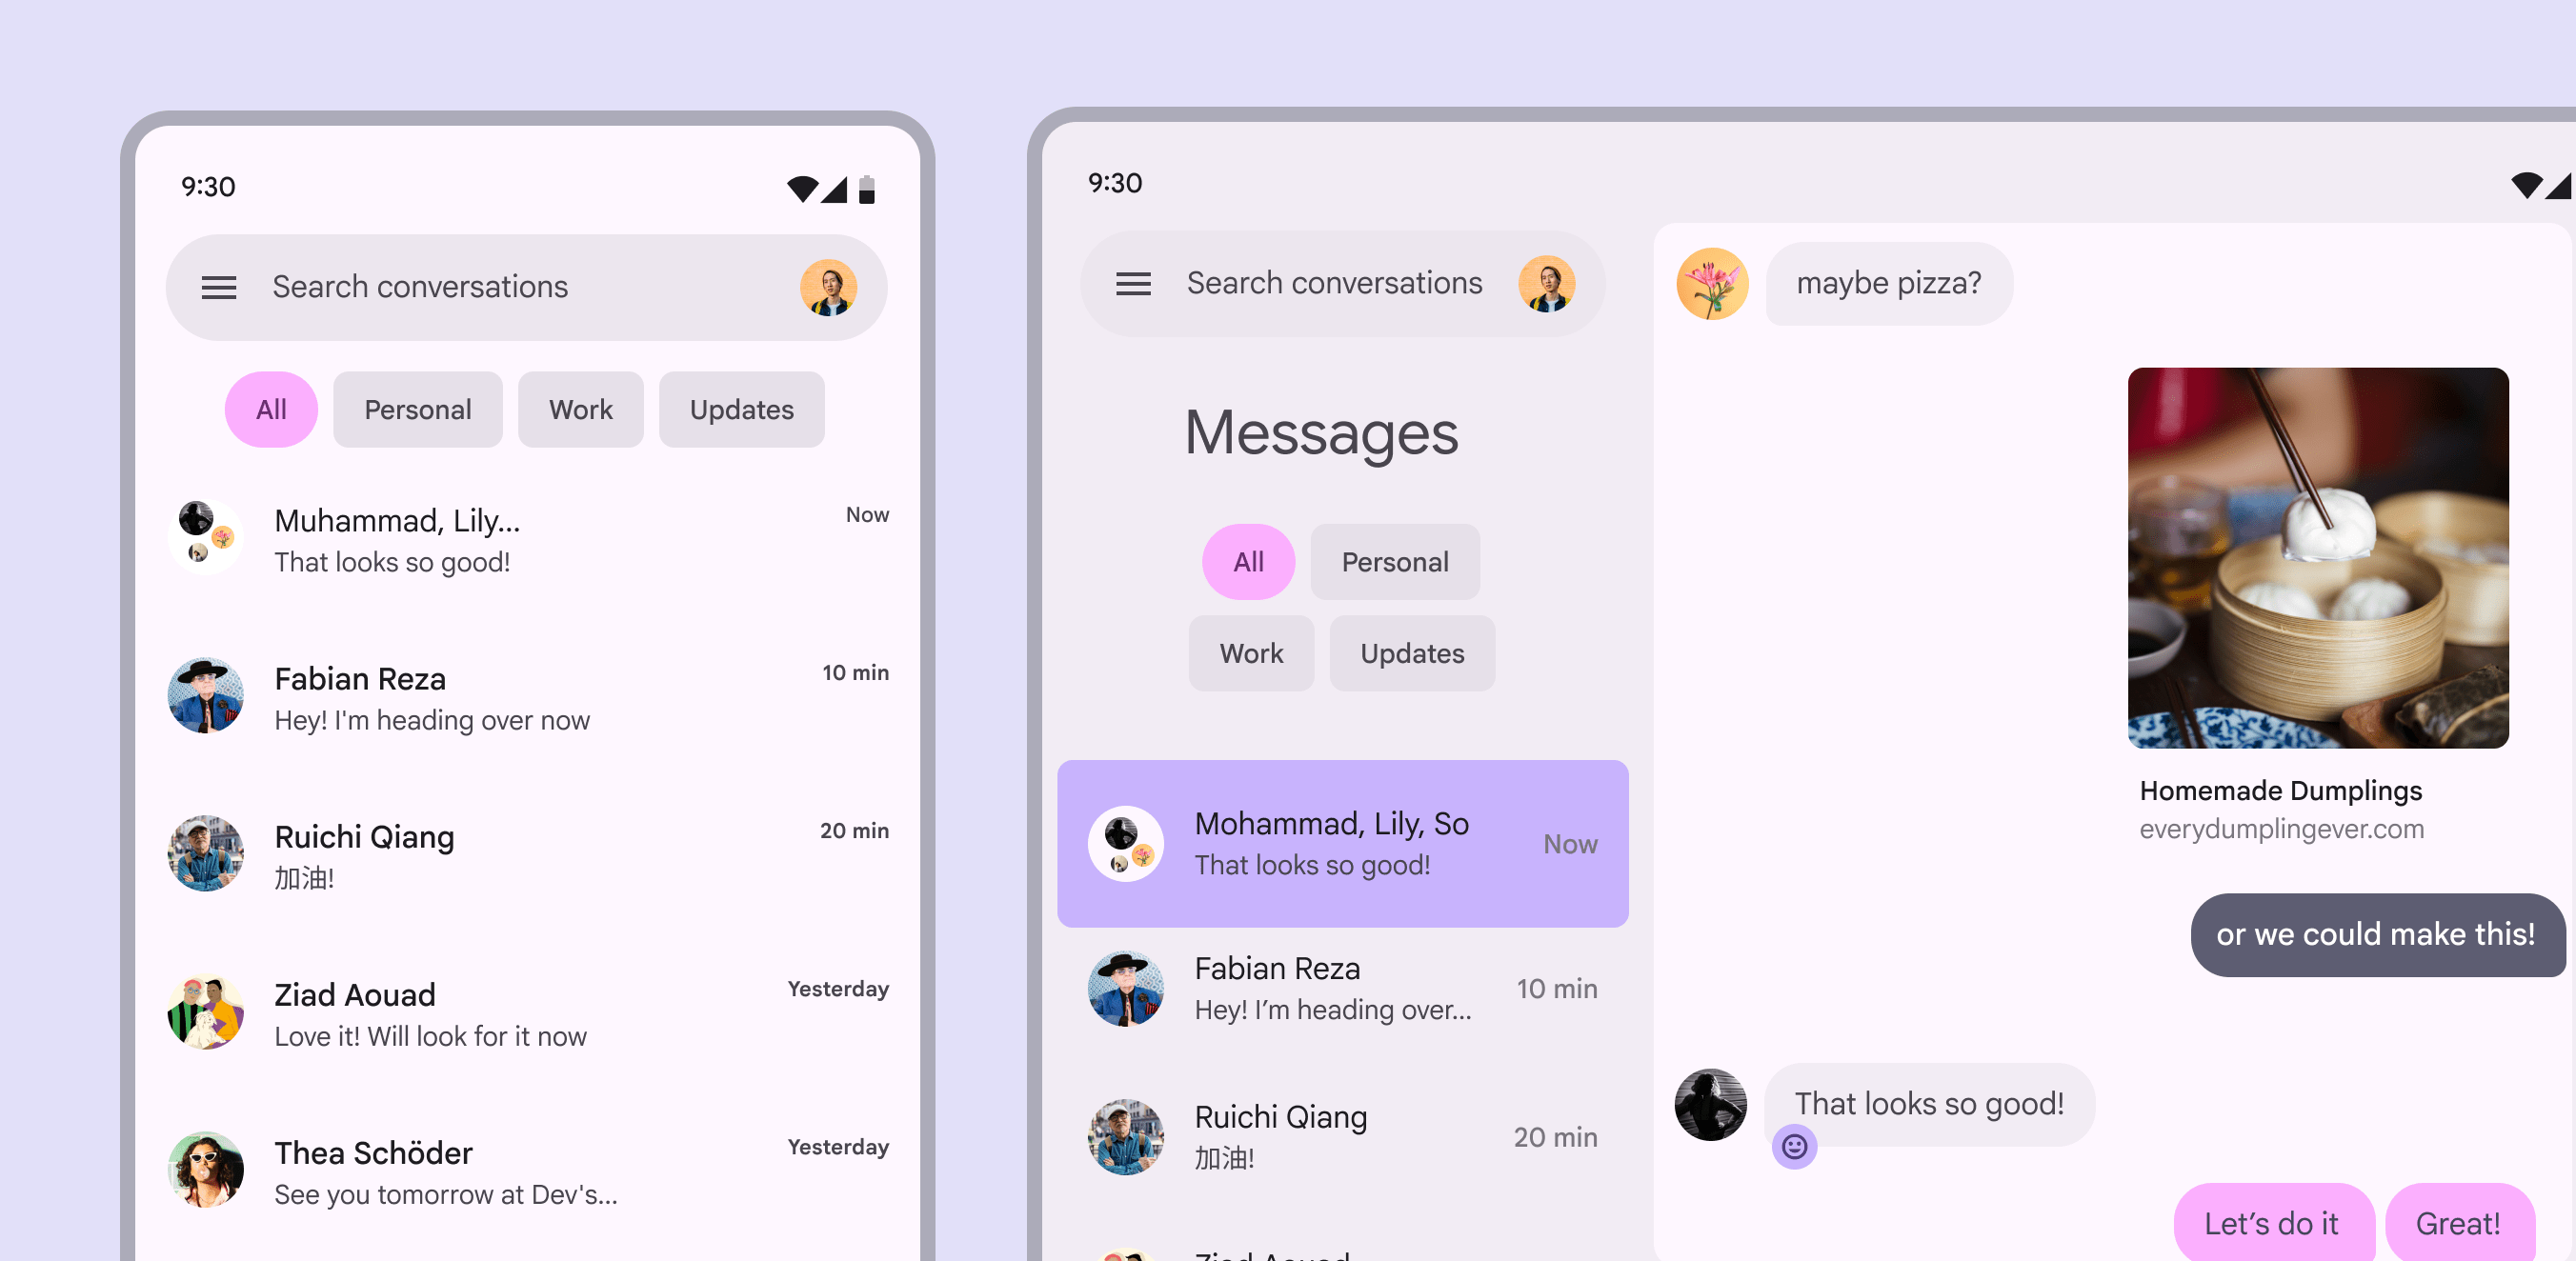 9:30
Search conversations
All
Personal
Work
Updates
Muhammad, Lily...
Now
That looks so good!
Fabian Reza
10 min
Hey! I'm heading over now
Ruichi Qiang
20 min
加油!
Ziad Aouad
Yesterday
Love it! Will look for it now
Thea Schöder
Yesterday
See you tomorrow at Dev's...
9:30
Search conversations
Messages
All
Personal
Work
Updates
Mohammad, Lily, So
Now
That looks so good!
Fabian Reza
10 min
Hey! I’m heading over...
Ruichi Qiang
20 min
加油!
Ziad Aouad
maybe pizza?
Homemade Dumplings
everydumplingever.com
or we could make this!
That looks so good!
Let’s do it
Great!